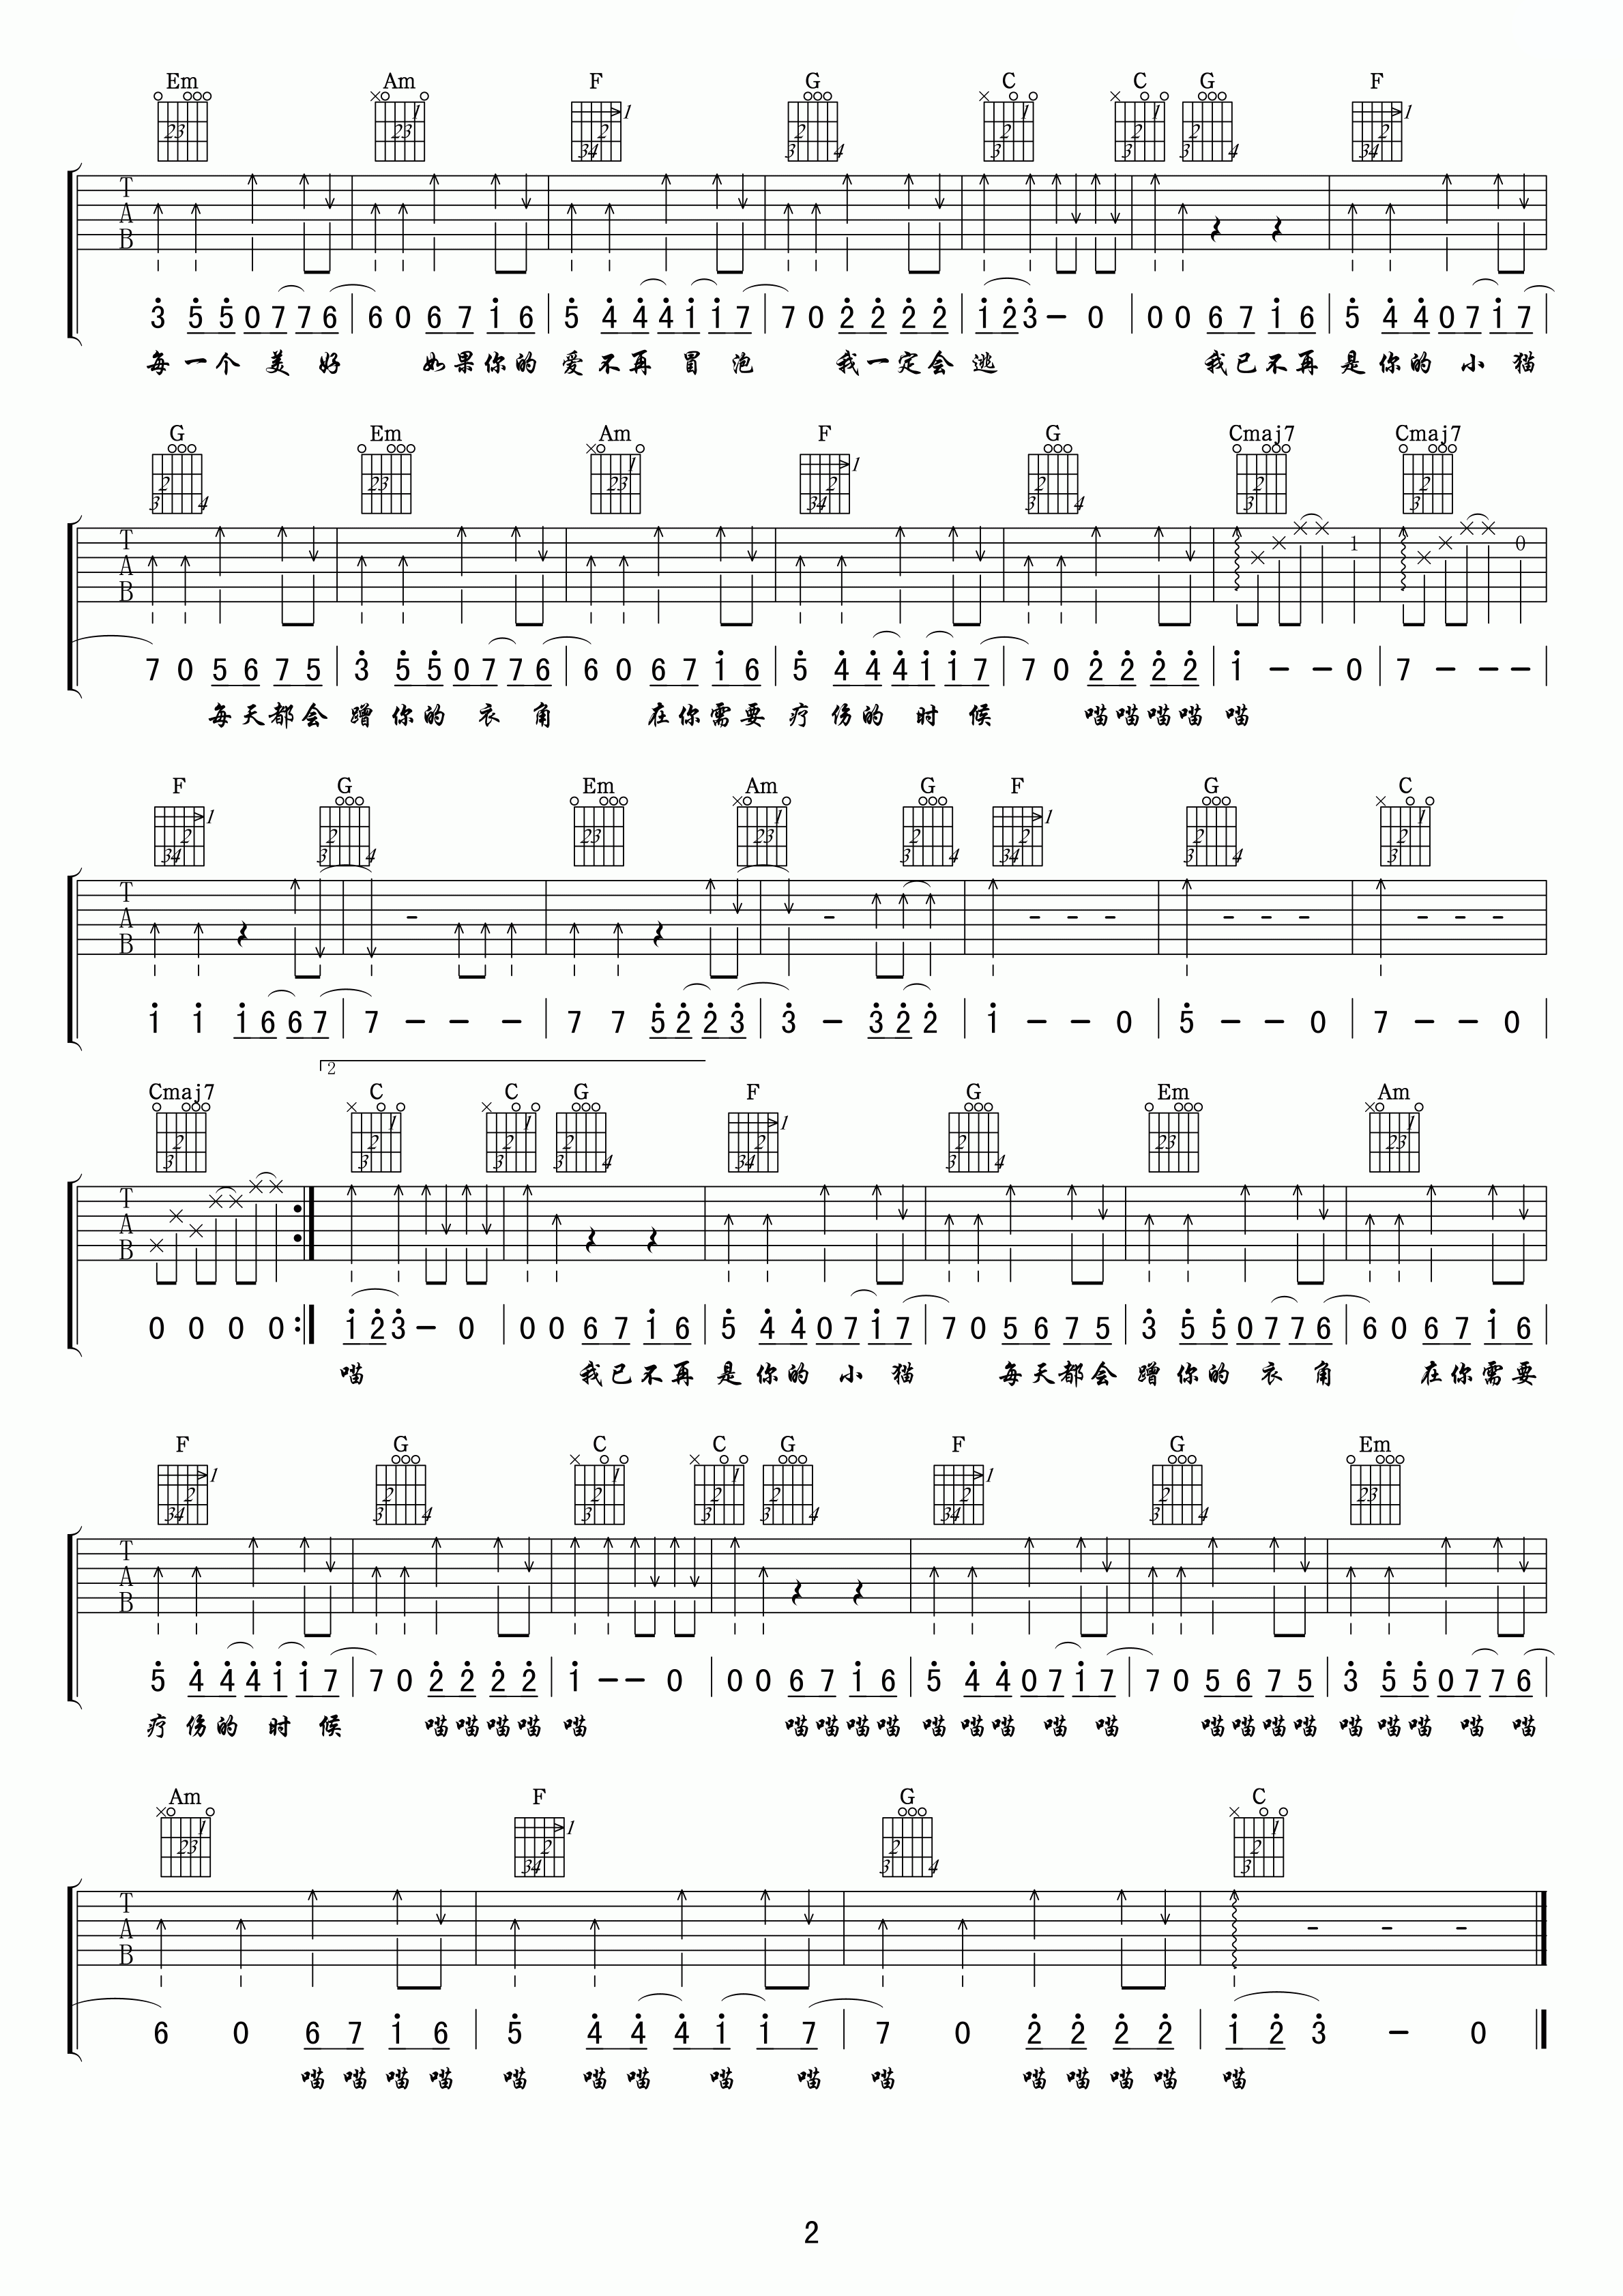 Em Am F G C C G F
T A B
3 5 5 0 7 7 6 | 6 0 6 7 1 6 | 5 4 4 4 1 1 7 | 7 0 2 2 2 2 | 1 2 3 – 0 | 0 0 6 7 1 6 | 5 4 4 0 7 1 7 |
每一个 美 好 如果你的 爱 不再 冒 泡 我一定会 逃 我已不再 是 你的 小 猫
G Em Am F G Cmaj7 Cmaj7
T A B 1 0
7 0 5 6 7 5 | 3 5 5 0 7 7 6 | 6 0 6 7 1 6 | 5 4 4 4 1 1 7 | 7 0 2 2 2 2 | 1 – – 0 | 7 – – – |
每天都会 蹭 你的 衣 角 在你需要 疗 伤的 时 候 喵喵喵喵 喵
F G Em Am G F G C
T A B
1 1 1 6 6 7 | 7 – – – | 7 7 5 2 2 3 | 3 – 3 2 2 | 1 – – 0 | 5 – – 0 | 7 – – 0 |
2
Cmaj7 C C G F G Em Am
T A B
0 0 0 0 :| 1 2 3 – 0 | 0 0 6 7 1 6 | 5 4 4 0 7 1 7 | 7 0 5 6 7 5 | 3 5 5 0 7 7 6 | 6 0 6 7 1 6 |
喵 我已不再 是 你的 小 猫 每天都会 蹭 你的 衣 角 在你需要
F G C C G F G Em
T A B
5 4 4 4 1 1 7 | 7 0 2 2 2 2 | 1 – – 0 | 0 0 6 7 1 6 | 5 4 4 0 7 1 7 | 7 0 5 6 7 5 | 3 5 5 0 7 7 6 |
疗 伤的 时 候 喵喵喵喵 喵 喵喵喵喵 喵 喵喵 喵 喵 喵喵喵喵 喵 喵喵 喵 喵
Am F G C
T A B
6 0 6 7 1 6 | 5 4 4 4 1 1 7 | 7 0 2 2 2 2 | 1 2 3 – 0
喵 喵 喵 喵 喵 喵 喵 喵 喵 喵 喵 喵 喵 喵 喵
2